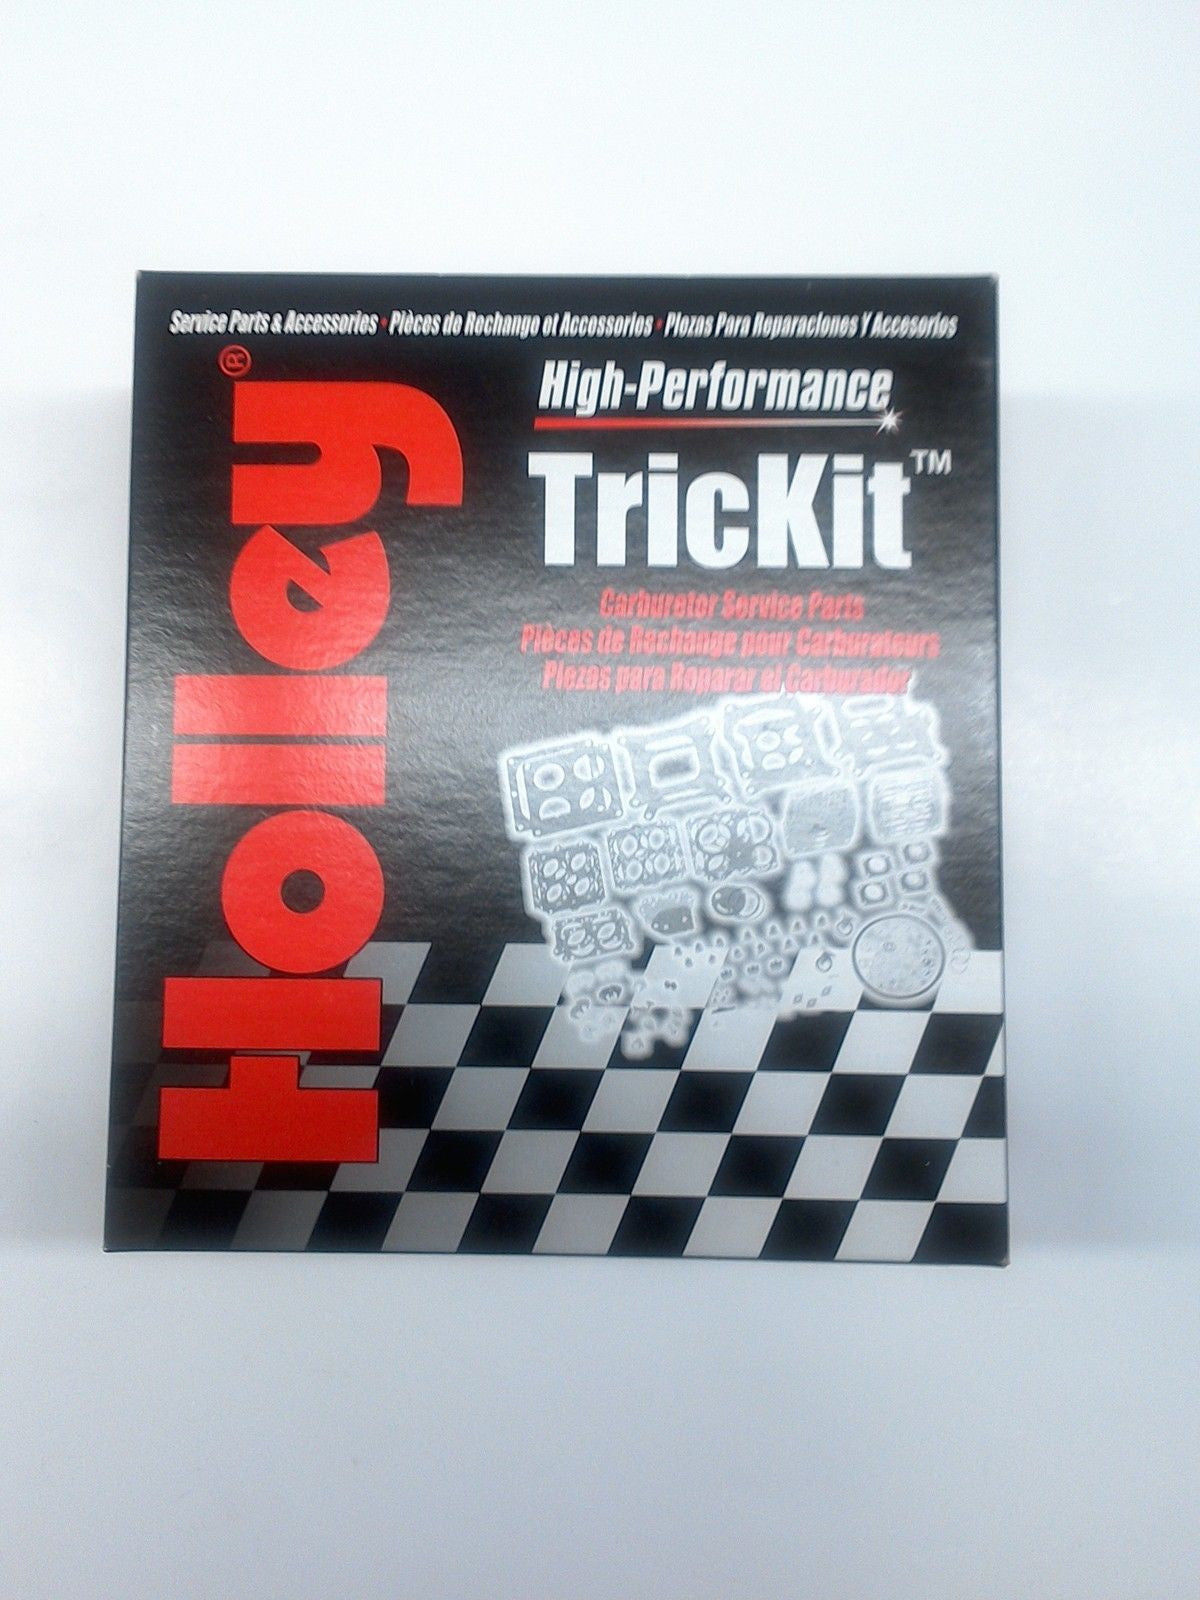 Service Parts & Accessories • Pièces de Rechange et Accessories • Piezas Para Reparaciones Y Accesorios
Holley®
High-Performance
TricKit™
Carburetor Service Parts
Pièces de Rechange pour Carburateurs
Piezas para Reparar el Carburador